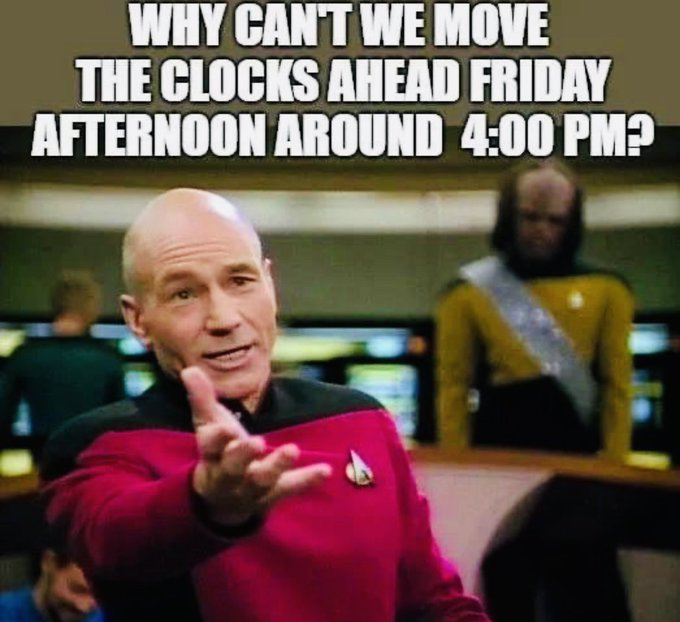 WHY CAN'T WE MOVE
THE CLOCKS AHEAD FRIDAY
AFTERNOON AROUND 4:00 PM?